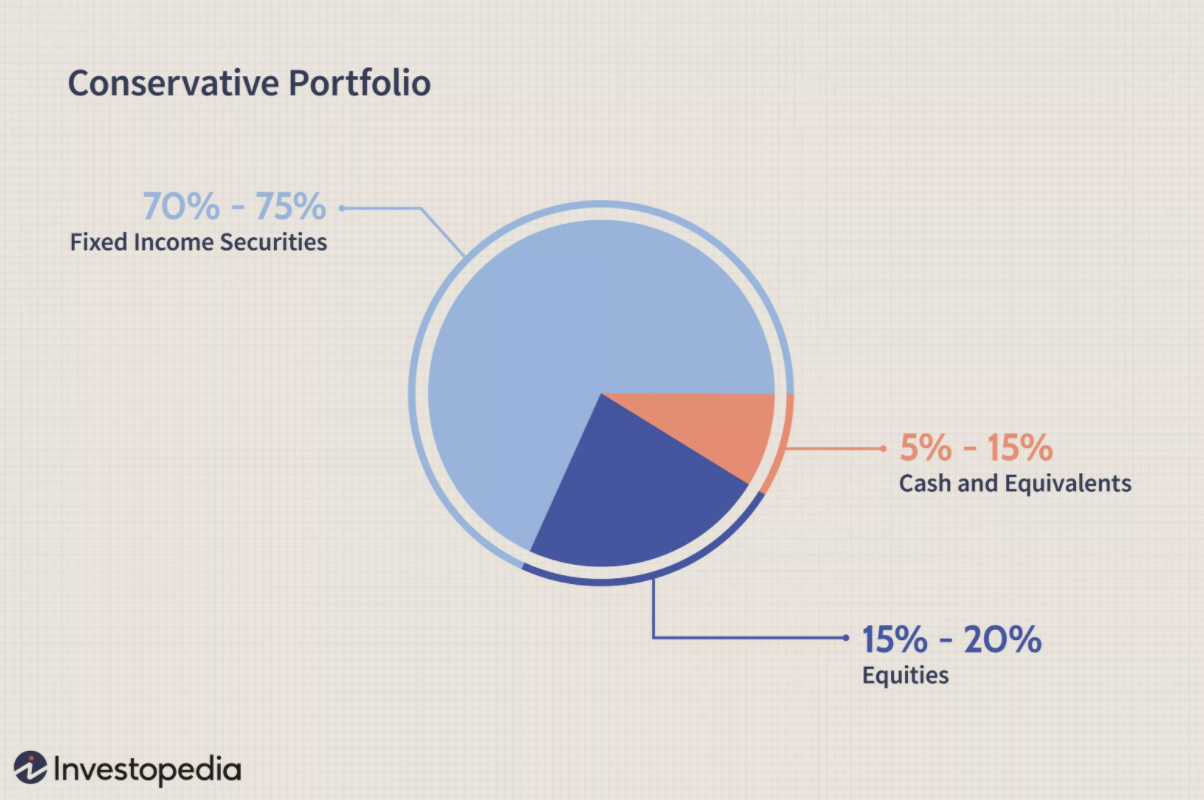 Conservative Portfolio
70% - 75%
Fixed Income Securities
5% - 15%
Cash and Equivalents
15% - 20%
Equities
Investopedia